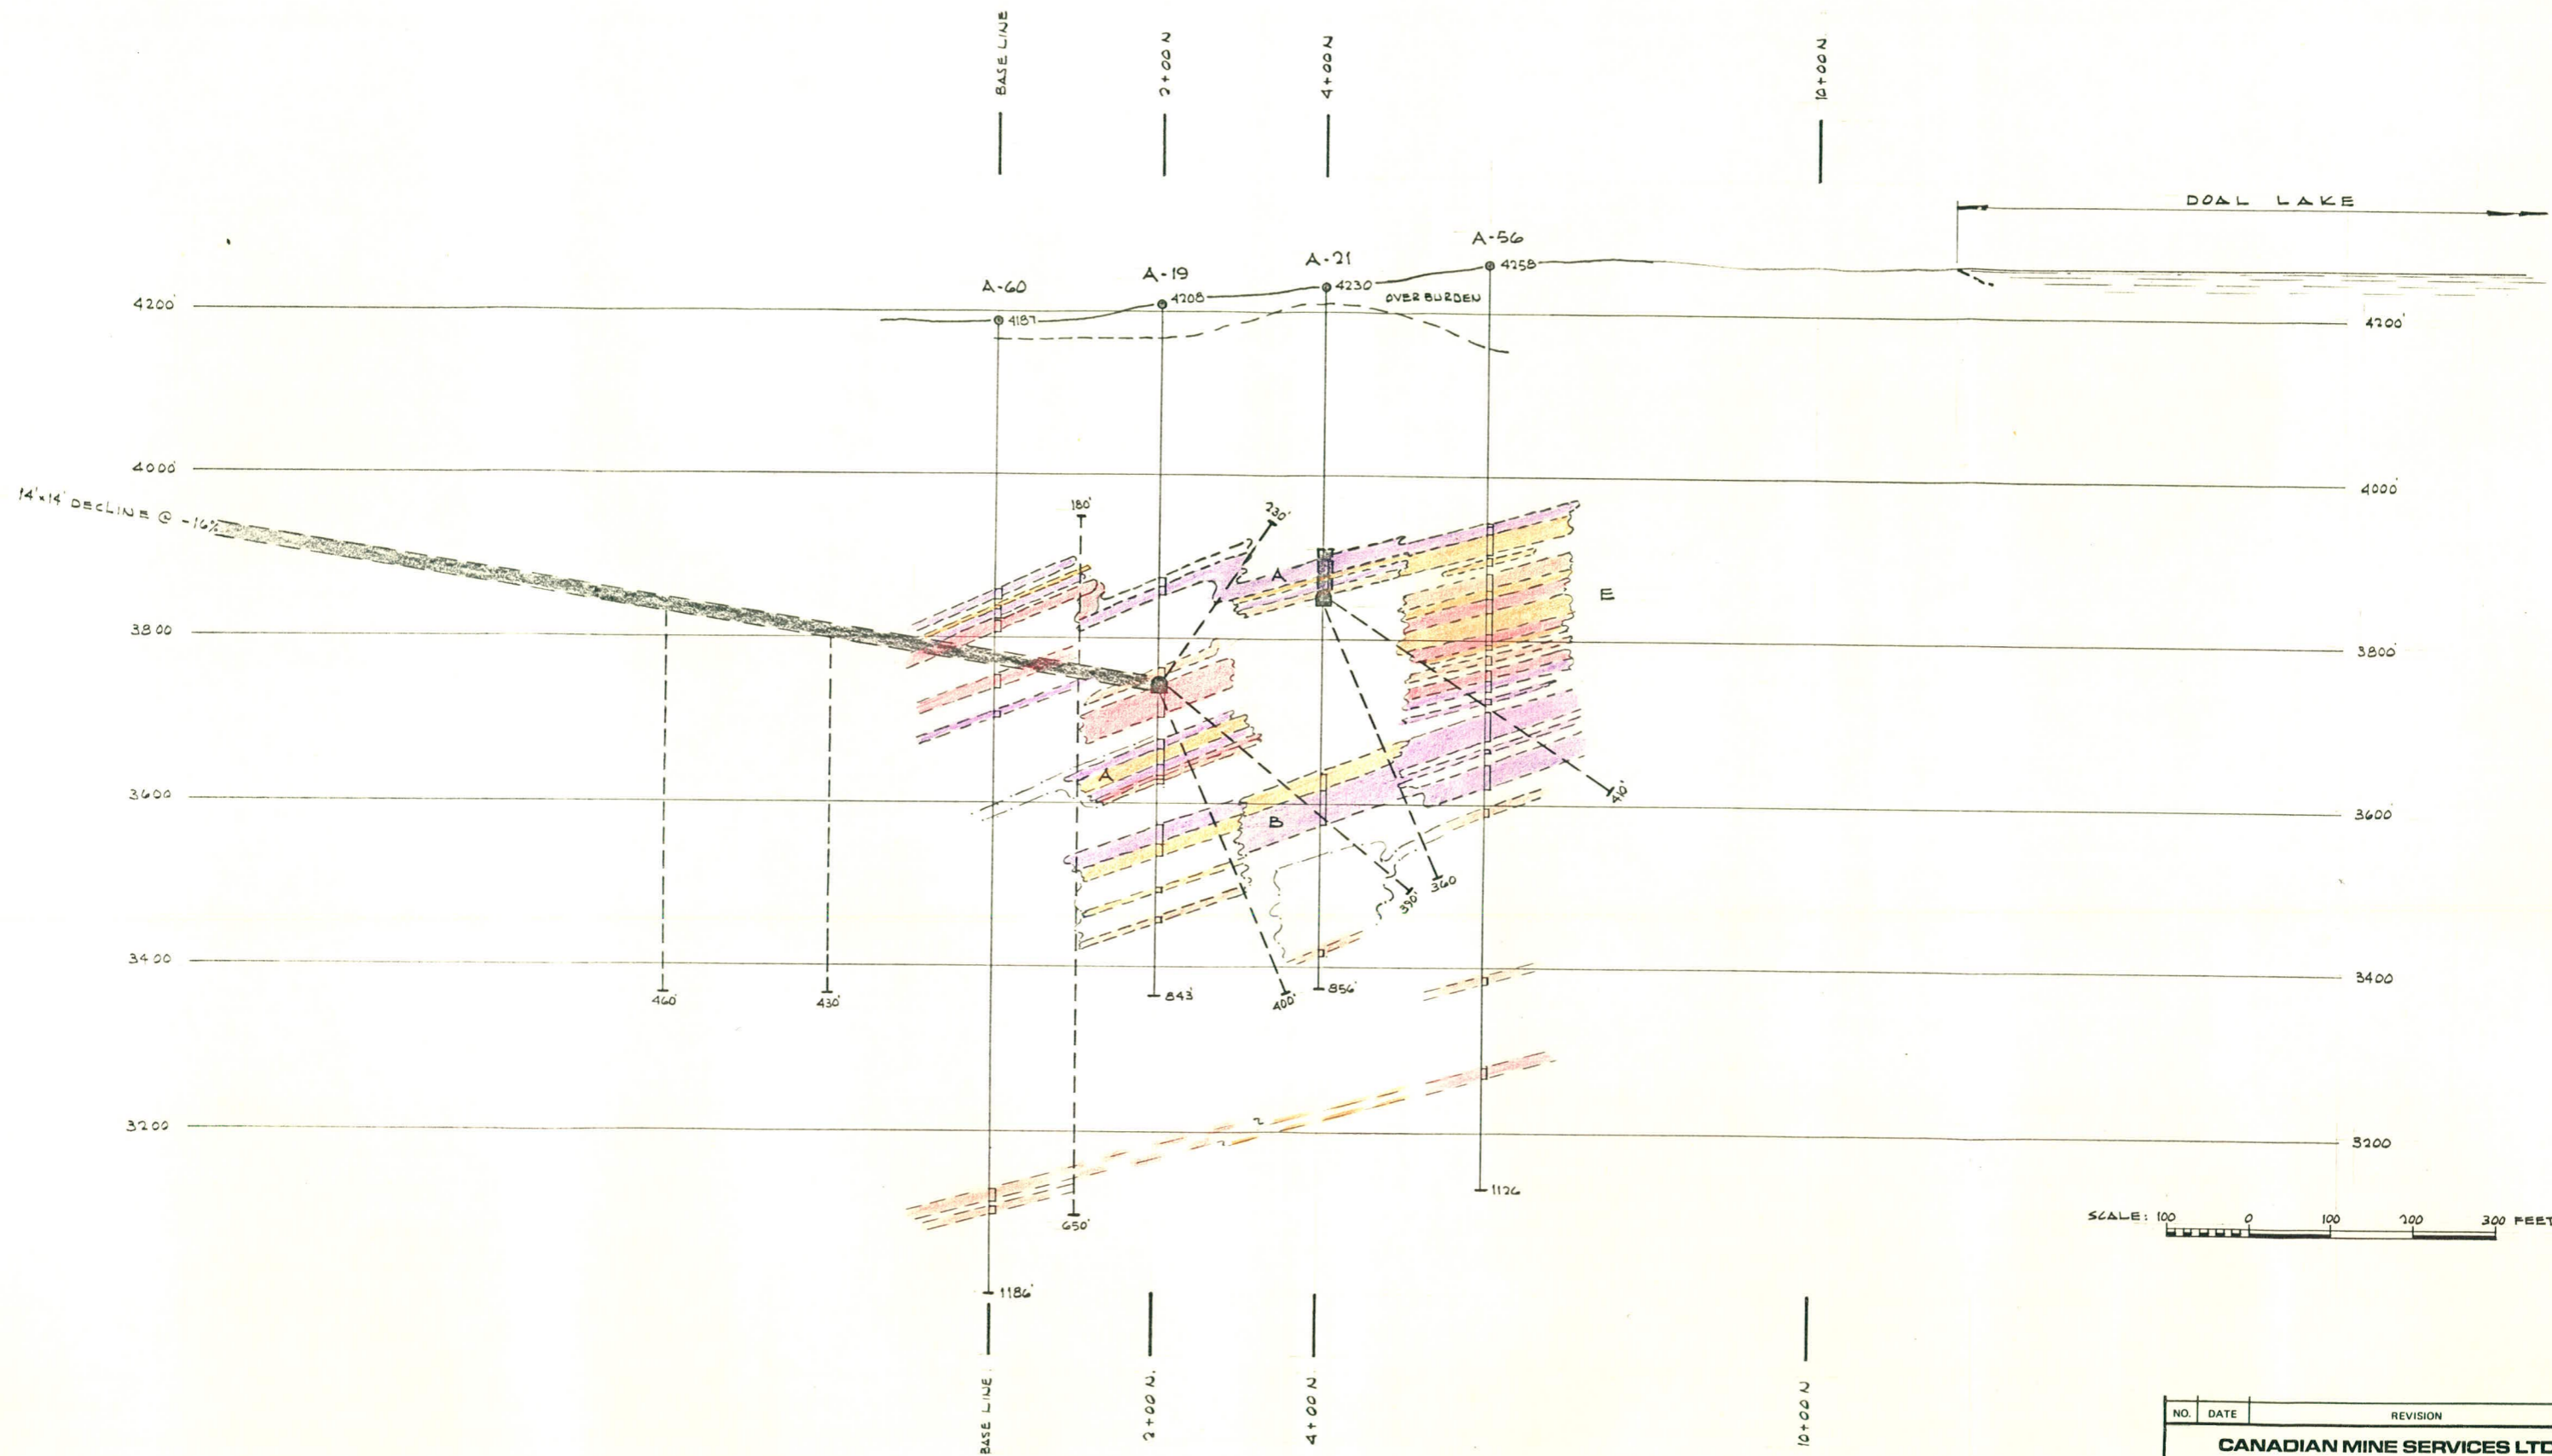 BASE LINE
2+00 N
4+00 N
10+00 N
DOAL LAKE
A-56
4258
A-21
4230
OVERBURDEN
A-19
4208
A-60
4187
4200'
4200'
4000'
4000'
14'x14' DECLINE @ -16%
180'
230'
A
E
3800'
3800'
A
3600'
3600'
B
410'
360
390'
3400
3400
460'
430'
843'
400'
856'
3200
3200
1126
650'
SCALE: 100 0 100 200 300 FEET
1186'
BASE LINE.
2+00 N.
4+00 N
10+00 N
NO. DATE REVISION
CANADIAN MINE SERVICES LTD